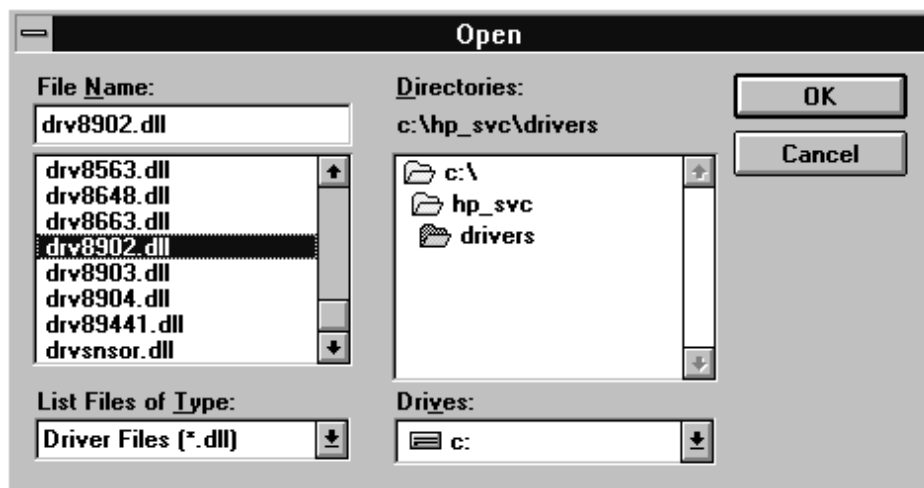 Open
File Name:
drv8902.dll
drv8563.dll
drv8648.dll
drv8663.dll
drv8902.dll
drv8903.dll
drv8904.dll
drv89441.dll
drvsnsor.dll
List Files of Type:
Driver Files (*.dll)
Directories:
c:\hp_svc\drivers
c:\
hp_svc
drivers
Drives:
c:
OK
Cancel